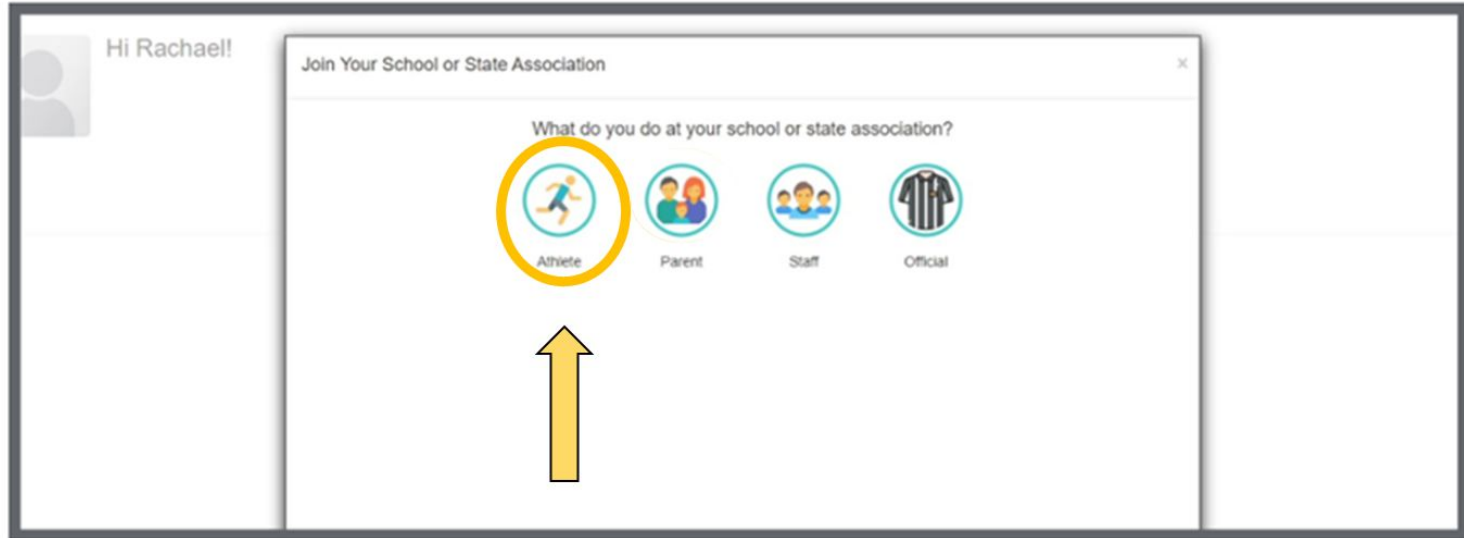 Hi Rachael!
Join Your School or State Association
×
What do you do at your school or state association?
Athlete Parent Staff Official